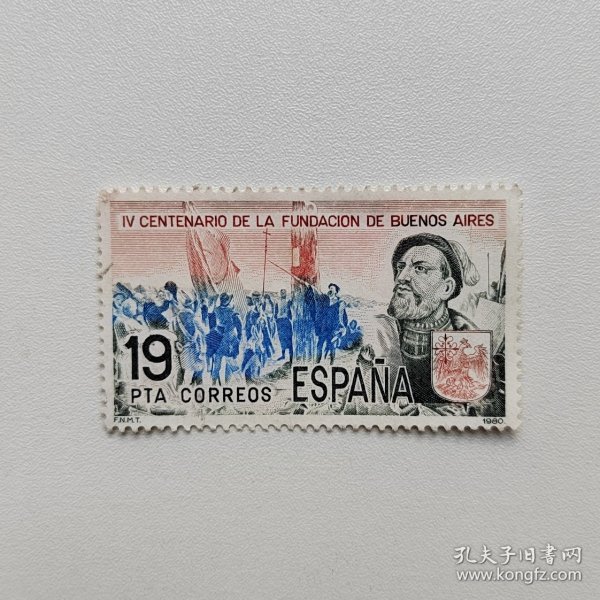 IV CENTENARIO DE LA FUNDACION DE BUENOS AIRES
19
PTA CORREOS ESPAÑA
F.N.M.T. 1980
孔夫子旧书网
www.kongfz.com